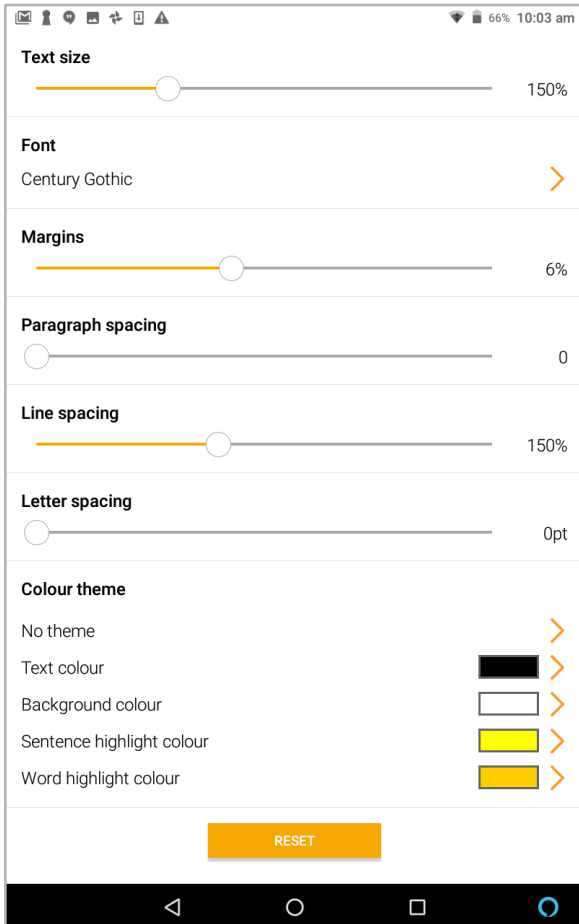 66% 10:03 am
Text size
150%
Font
Century Gothic
Margins
6%
Paragraph spacing
0
Line spacing
150%
Letter spacing
0pt
Colour theme
No theme
Text colour
Background colour
Sentence highlight colour
Word highlight colour
RESET